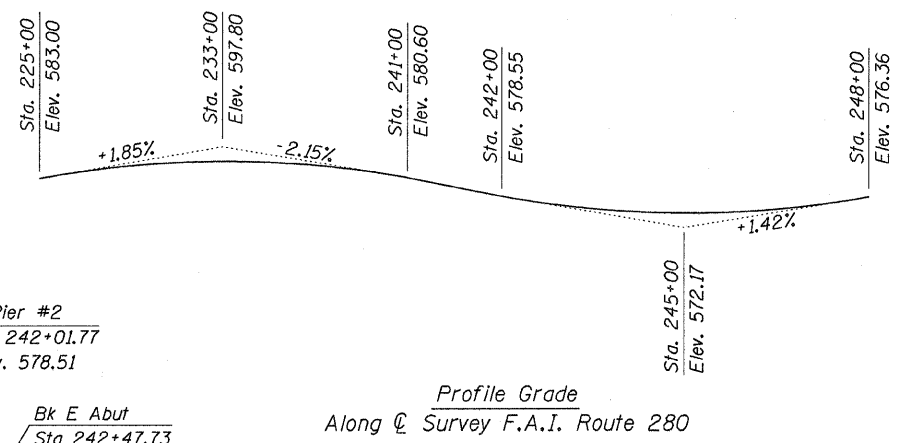 Sta. 225+00
Elev. 583.00
Sta. 233+00
Elev. 597.80
Sta. 241+00
Elev. 580.60
Sta. 242+00
Elev. 578.55
Sta. 248+00
Elev. 576.36
+1.85%
-2.15%
+1.42%
Sta. 245+00
Elev. 572.17
Pier #2
242+01.77
578.51
Profile Grade
Along ℄ Survey F.A.I. Route 280
Bk E Abut
Sta 242+47.73